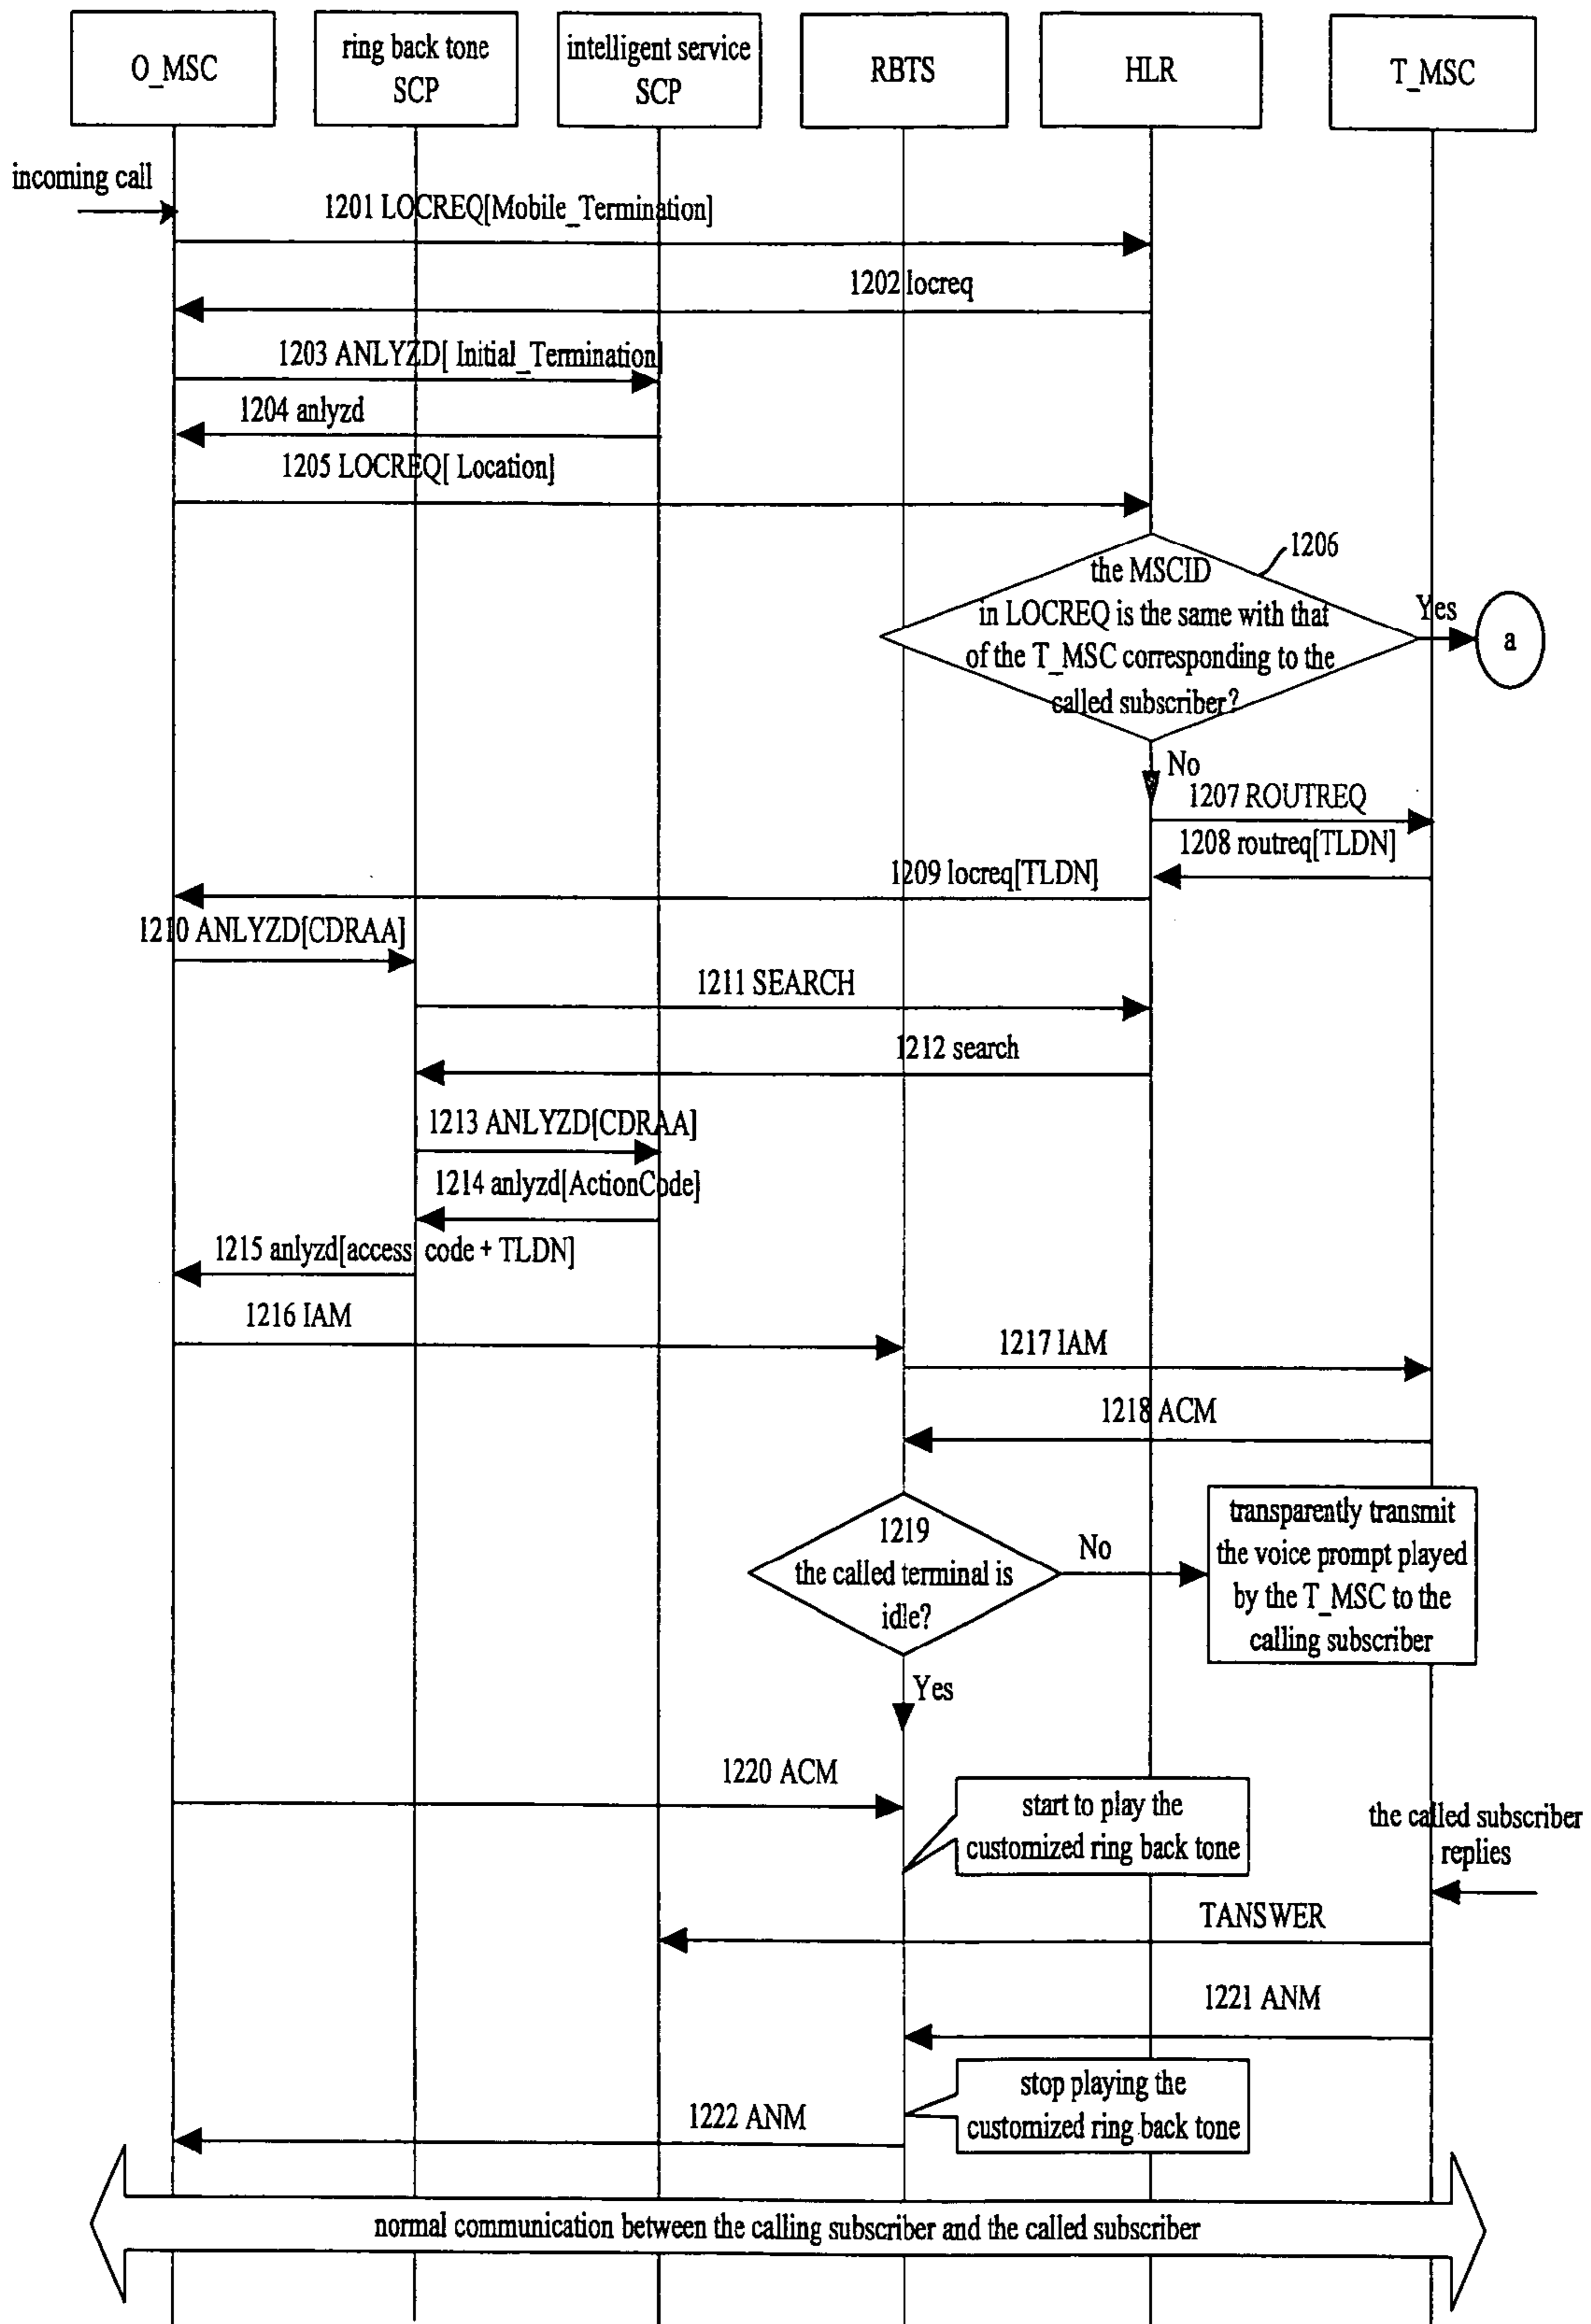 O_MSC
ring back tone
SCP
intelligent service
SCP
RBTS
HLR
T_MSC
incoming call
1201 LOCREQ[Mobile_Termination]
1202 locreq
1203 ANLYZD[ Initial_Termination]
1204 anlyzd
1205 LOCREQ[ Location]
1206
the MSCID
in LOCREQ is the same with that
of the T_MSC corresponding to the
called subscriber?
Yes
a
No
1207 ROUTREQ
1208 routreq[TLDN]
1209 locreq[TLDN]
1210 ANLYZD[CDRAA]
1211 SEARCH
1212 search
1213 ANLYZD[CDRAA]
1214 anlyzd[ActionCode]
1215 anlyzd[access code + TLDN]
1216 IAM
1217 IAM
1218 ACM
1219
the called terminal is
idle?
No
transparently transmit
the voice prompt played
by the T_MSC to the
calling subscriber
Yes
1220 ACM
start to play the
customized ring back tone
the called subscriber
replies
TANSWER
1221 ANM
stop playing the
customized ring back tone
1222 ANM
normal communication between the calling subscriber and the called subscriber